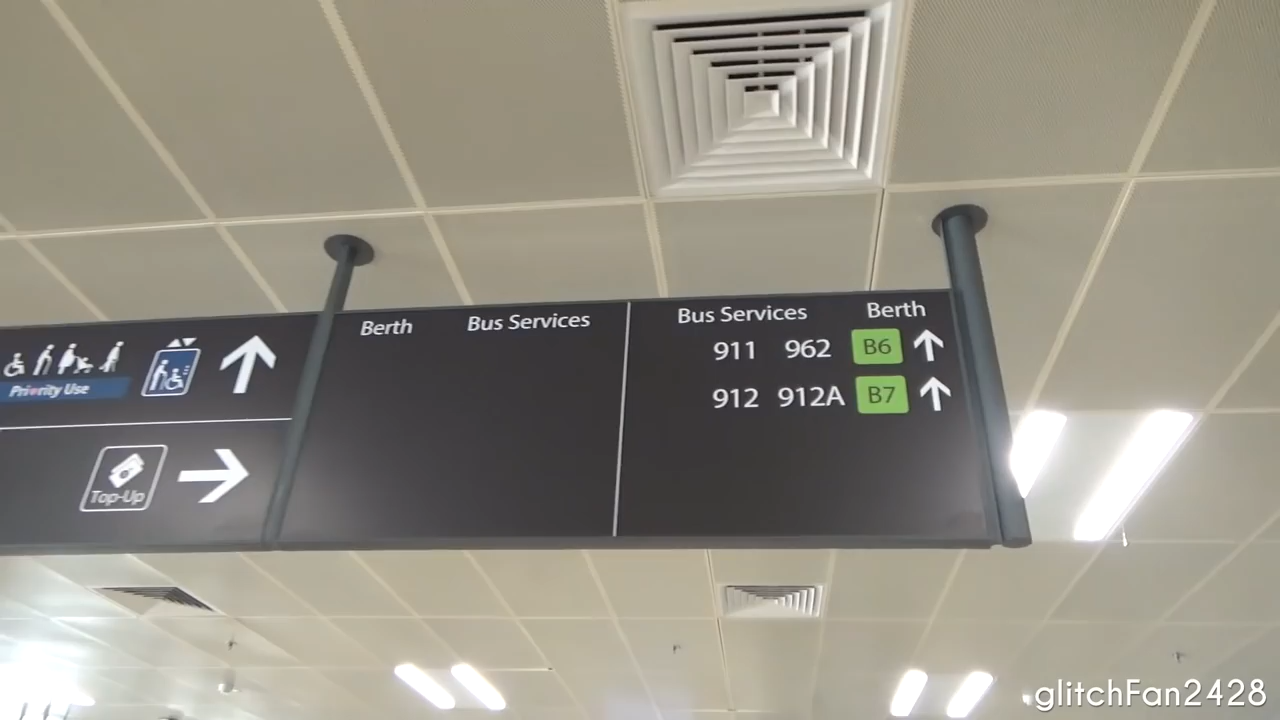 Priority Use
Top-Up
Berth Bus Services
Bus Services Berth
911 962 B6
912 912A B7
glitchFan2428